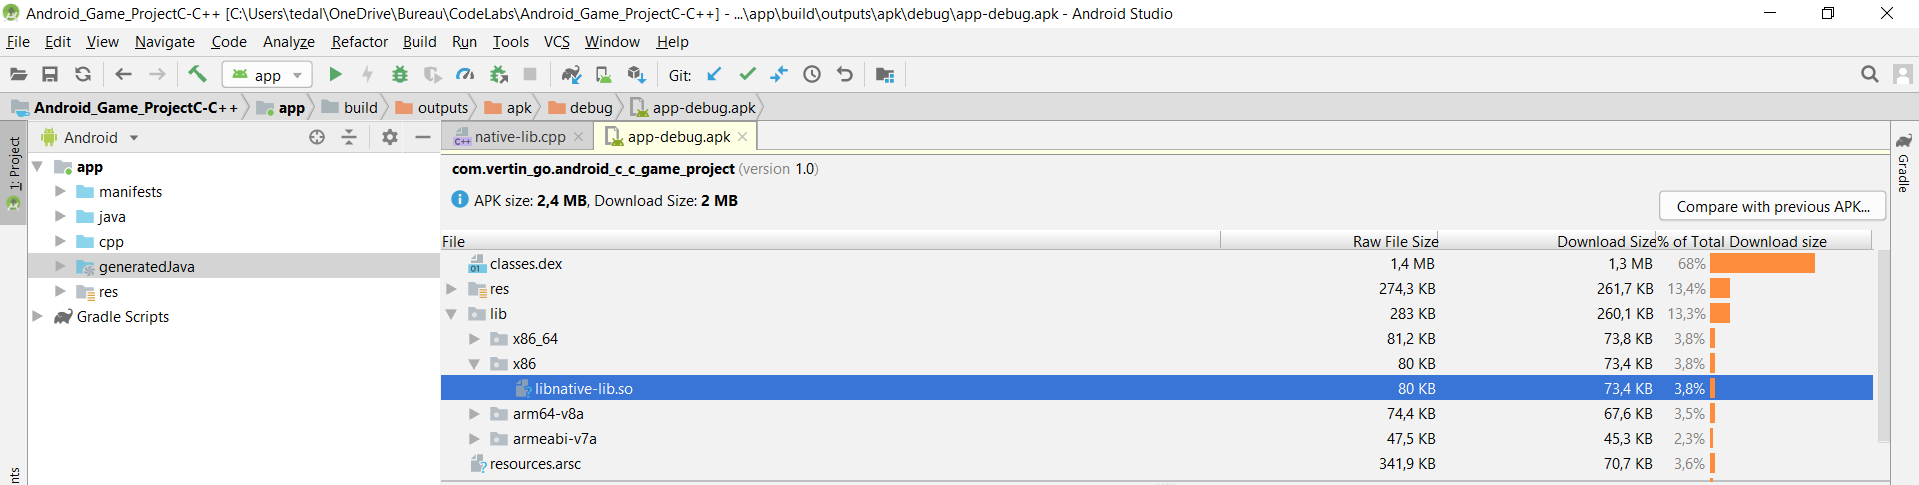 Android_Game_ProjectC-C++ [C:\Users\tedal\OneDrive\Bureau\CodeLabs\Android_Game_ProjectC-C++] - ...\app\build\outputs\apk\debug\app-debug.apk - Android Studio
File Edit View Navigate Code Analyze Refactor Build Run Tools VCS Window Help
app Git:
Android_Game_ProjectC-C++ app build outputs apk debug app-debug.apk
1: Project
Android
app
manifests
java
cpp
generatedJava
res
Gradle Scripts
native-lib.cpp app-debug.apk
com.vertin_go.android_c_c_game_project (version 1.0)
APK size: 2,4 MB, Download Size: 2 MB
Compare with previous APK...
File Raw File Size Download Size % of Total Download size
classes.dex 1,4 MB 1,3 MB 68%
res 274,3 KB 261,7 KB 13,4%
lib 283 KB 260,1 KB 13,3%
x86_64 81,2 KB 73,8 KB 3,8%
x86 80 KB 73,4 KB 3,8%
libnative-lib.so 80 KB 73,4 KB 3,8%
arm64-v8a 74,4 KB 67,6 KB 3,5%
armeabi-v7a 47,5 KB 45,3 KB 2,3%
resources.arsc 341,9 KB 70,7 KB 3,6%
Gradle
nts